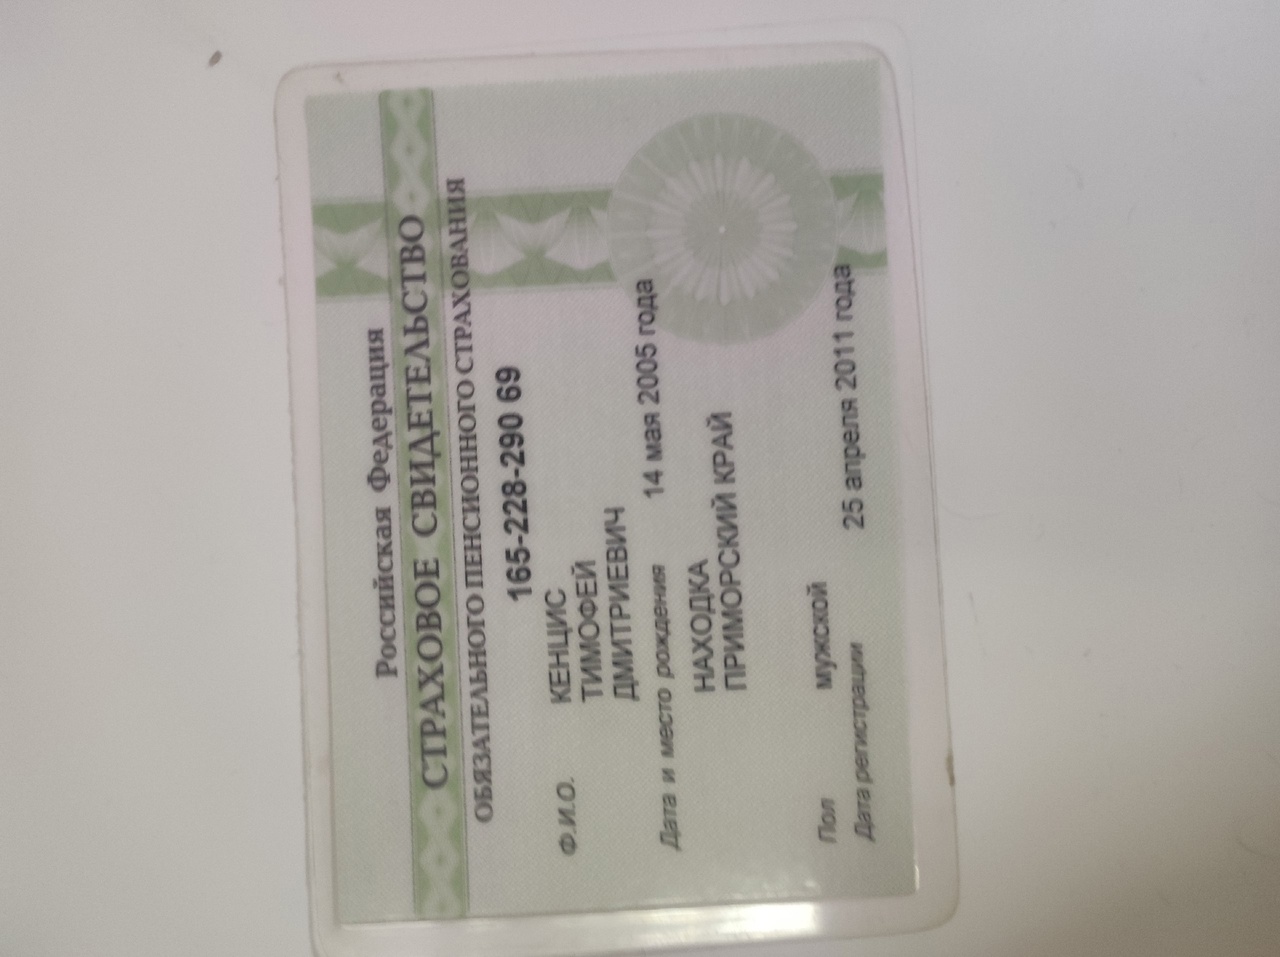 Российская Федерация
СТРАХОВОЕ СВИДЕТЕЛЬСТВО
ОБЯЗАТЕЛЬНОГО ПЕНСИОННОГО СТРАХОВАНИЯ
165-228-290 69
Ф.И.О. КЕНЦИС
ТИМОФЕЙ
ДМИТРИЕВИЧ
Дата и место рождения 14 мая 2005 года
НАХОДКА
ПРИМОРСКИЙ КРАЙ
Пол мужской
Дата регистрации 25 апреля 2011 года